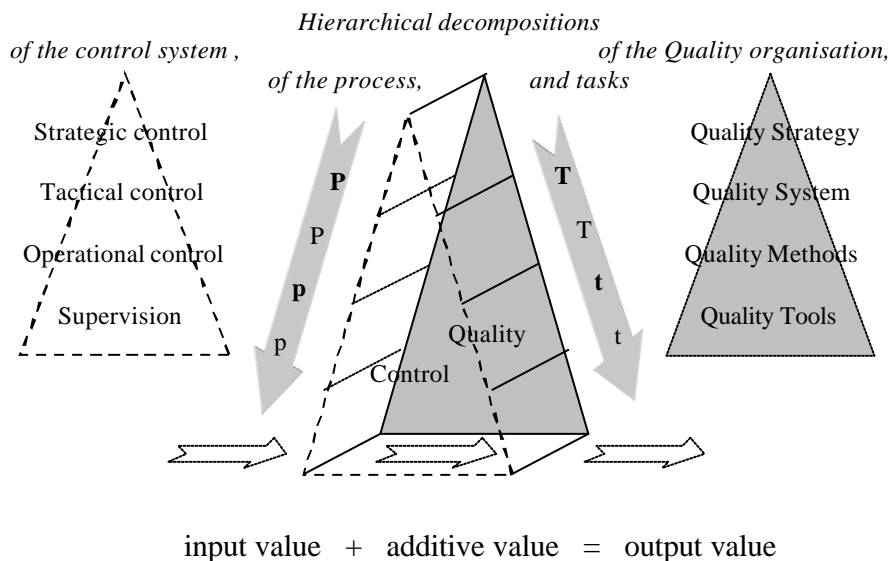 Hierarchical decompositions
of the control system ,
of the Quality organisation,
of the process,
and tasks
Strategic control
Tactical control
Operational control
Supervision
P
P
p
p
Control
Quality
T
T
t
t
Quality Strategy
Quality System
Quality Methods
Quality Tools
input value + additive value = output value